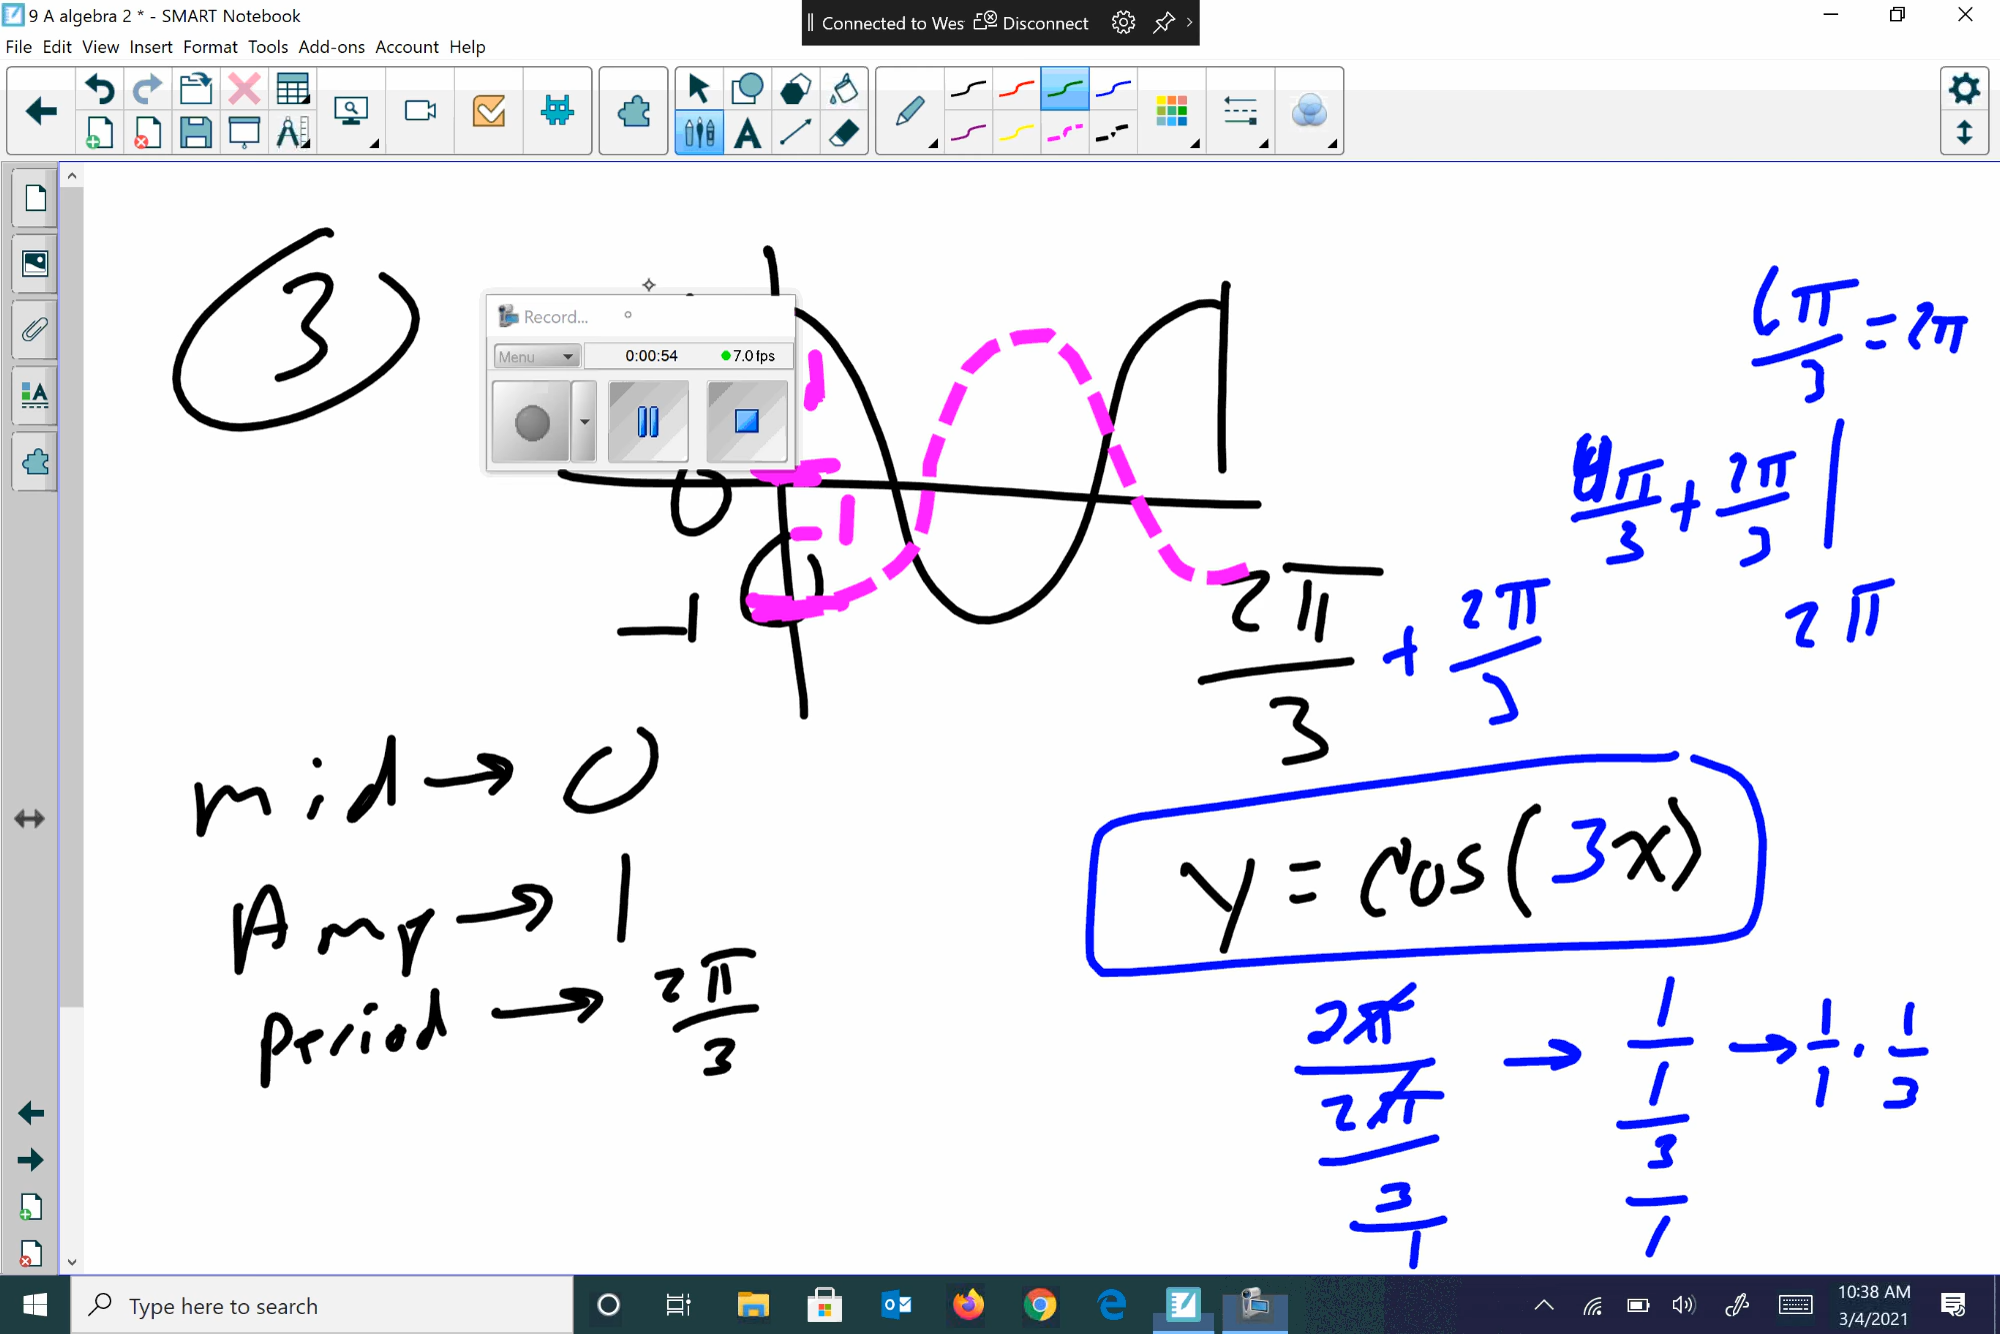 9 A algebra 2 * - SMART Notebook
Connected to Wes Disconnect
File Edit View Insert Format Tools Add-ons Account Help
3
Record...
Menu 0:00:54 7.0 fps
1
0
-1
-1
6π/3 = 2π
4π/3 + 2π/3
2π
2π/3 + 2π/3
mid → 0
Amp → 1
Period → 2π/3
y = cos(3x)
2π/(2π/3) → 1/(1/3) → 1/1 · 1/3
3/1
1
Type here to search
10:38 AM
3/4/2021